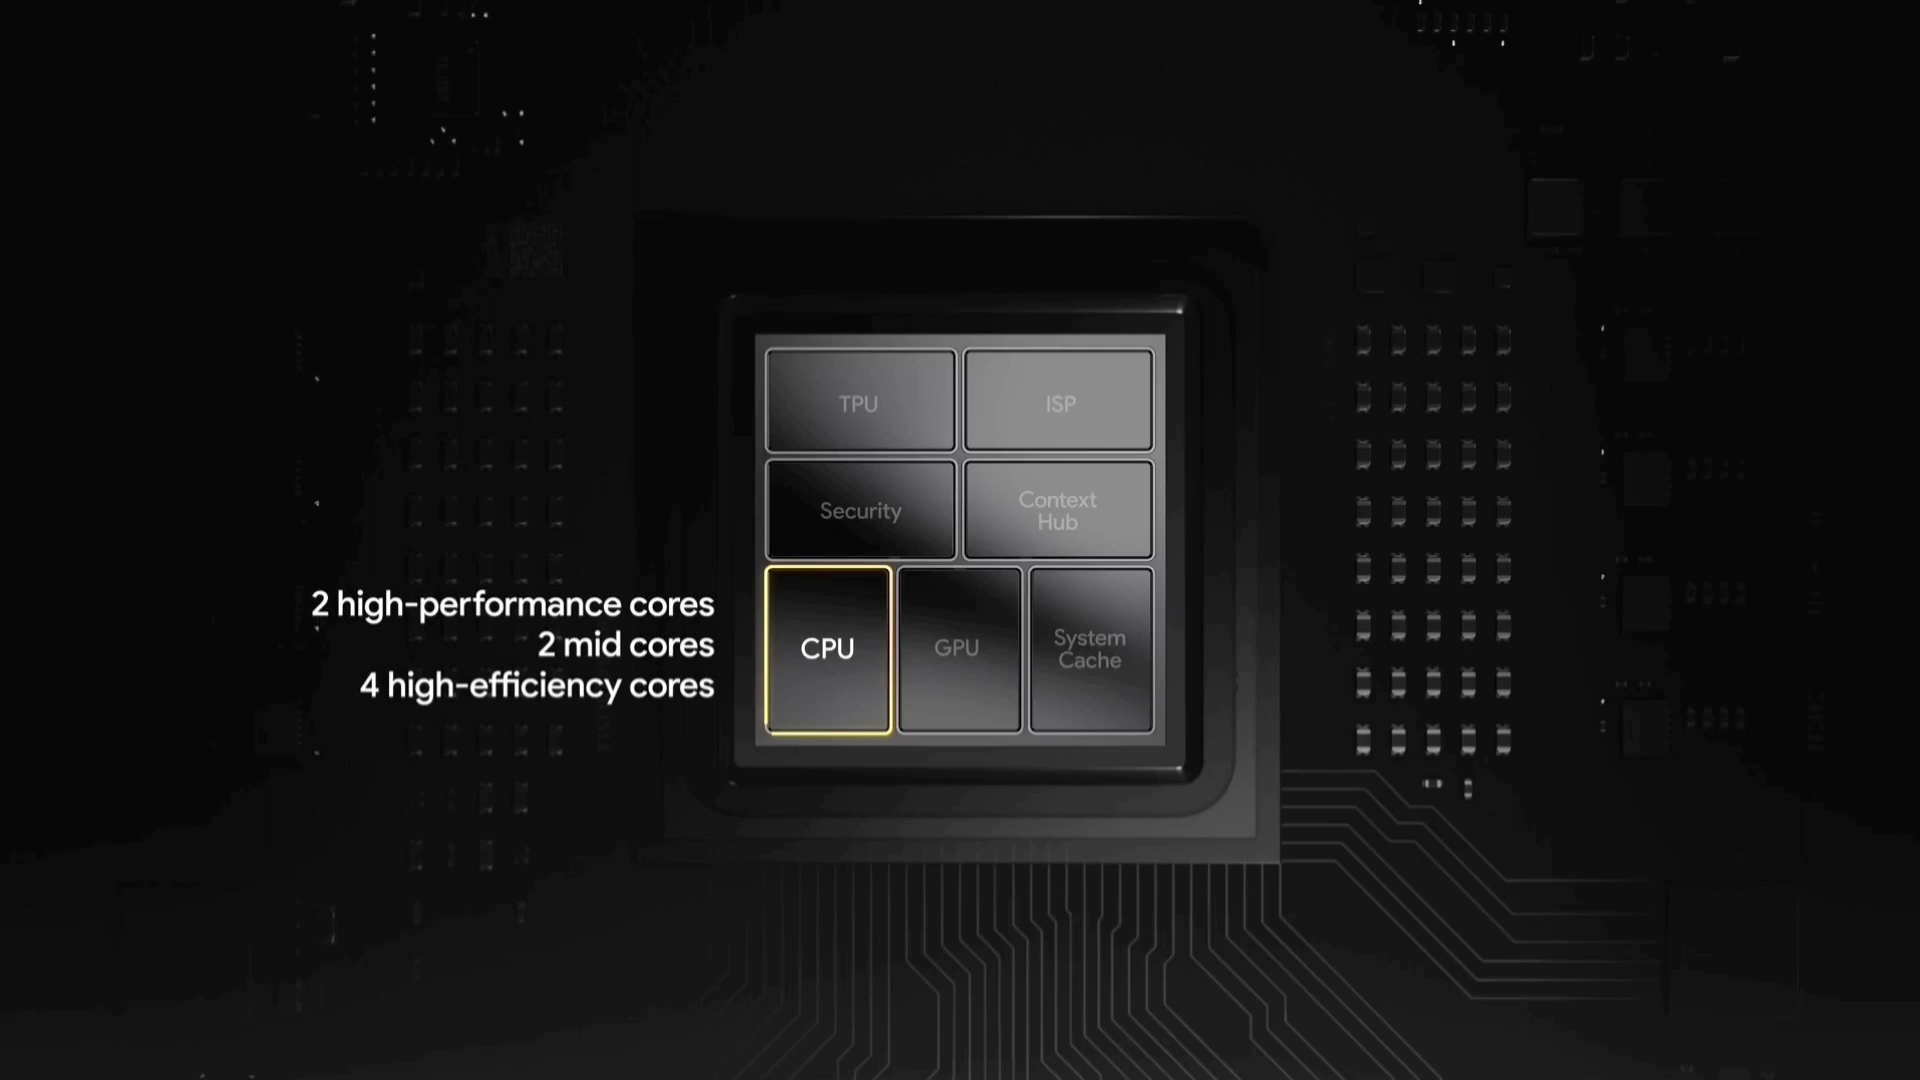 TPU
ISP
Security
Context
Hub
2 high-performance cores
2 mid cores
4 high-efficiency cores
CPU
GPU
System
Cache